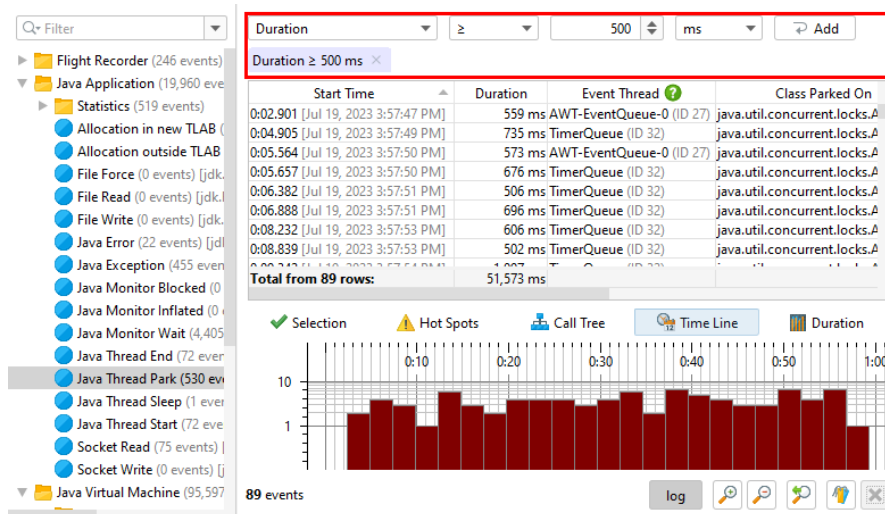 Filter
Flight Recorder (246 events)
Java Application (19,960 eve
Statistics (519 events)
Allocation in new TLAB (
Allocation outside TLAB
File Force (0 events) [jdk.
File Read (0 events) [jdk.
File Write (0 events) [jdk.
Java Error (22 events) [jd
Java Exception (455 even
Java Monitor Blocked (0
Java Monitor Inflated (0
Java Monitor Wait (4,405
Java Thread End (72 even
Java Thread Park (530 eve
Java Thread Sleep (1 even
Java Thread Start (72 eve
Socket Read (75 events) [
Socket Write (0 events) [j
Java Virtual Machine (95,597
Duration ≥ 500 ms Add
Duration ≥ 500 ms ×
Start Time Duration Event Thread ? Class Parked On
0:02.901 [Jul 19, 2023 3:57:47 PM] 559 ms AWT-EventQueue-0 (ID 27) java.util.concurrent.locks.A
0:04.905 [Jul 19, 2023 3:57:49 PM] 735 ms TimerQueue (ID 32) java.util.concurrent.locks.A
0:05.564 [Jul 19, 2023 3:57:50 PM] 573 ms AWT-EventQueue-0 (ID 27) java.util.concurrent.locks.A
0:05.657 [Jul 19, 2023 3:57:50 PM] 676 ms TimerQueue (ID 32) java.util.concurrent.locks.A
0:06.382 [Jul 19, 2023 3:57:51 PM] 506 ms TimerQueue (ID 32) java.util.concurrent.locks.A
0:06.888 [Jul 19, 2023 3:57:51 PM] 696 ms TimerQueue (ID 32) java.util.concurrent.locks.A
0:08.232 [Jul 19, 2023 3:57:53 PM] 606 ms TimerQueue (ID 32) java.util.concurrent.locks.A
0:08.839 [Jul 19, 2023 3:57:53 PM] 502 ms TimerQueue (ID 32) java.util.concurrent.locks.A
Total from 89 rows: 51,573 ms
Selection Hot Spots Call Tree Time Line Duration
0:10 0:20 0:30 0:40 0:50 1:00
10
1
89 events log